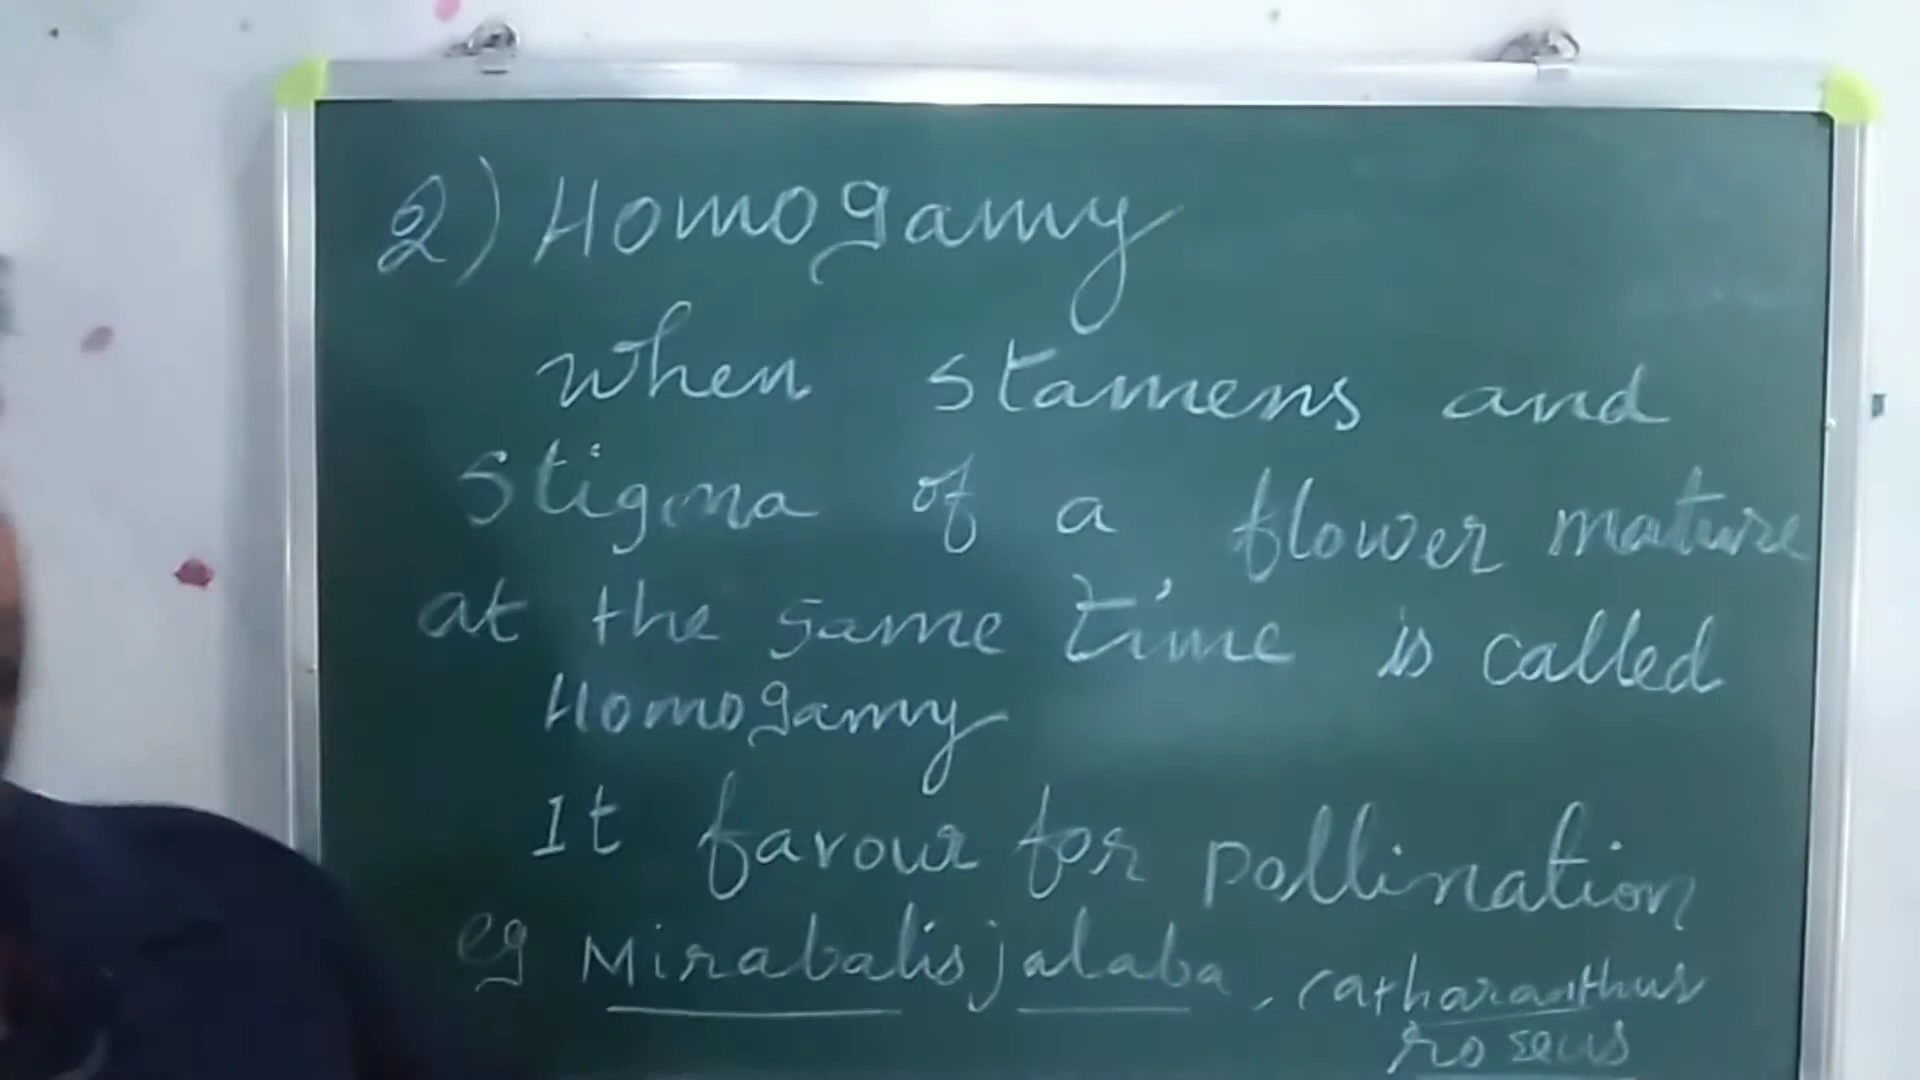 2) Homogamy
When stamens and
Stigma of a flower mature
at the same time is called
Homogamy
It favour for pollination
eg Mirabalis jalaba, Catharanthus
roseus